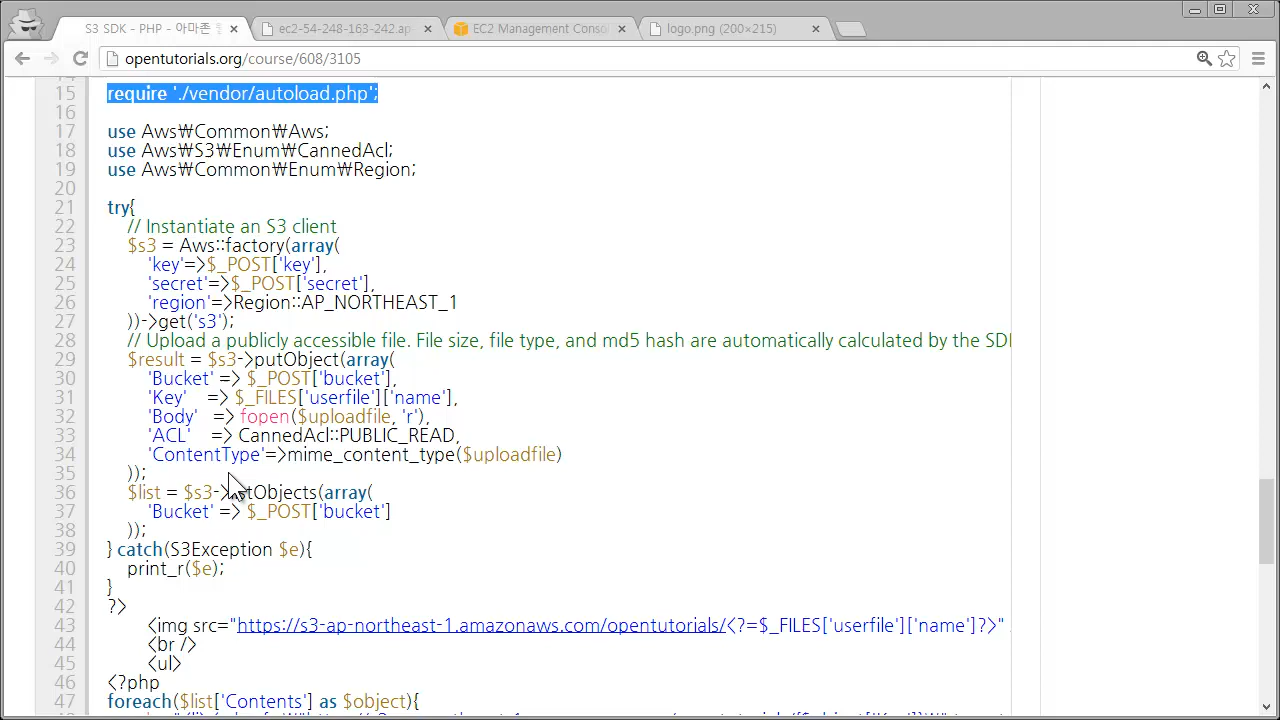 S3 SDK - PHP - 아마존
ec2-54-248-163-242.ap
EC2 Management Consol
logo.png (200×215)
opentutorials.org/course/608/3105
14
15 require './vendor/autoload.php';
16
17 use Aws₩Common₩Aws;
18 use Aws₩S3₩Enum₩CannedAcl;
19 use Aws₩Common₩Enum₩Region;
20
21 try{
22 // Instantiate an S3 client
23 $s3 = Aws::factory(array(
24 'key'=>$_POST['key'],
25 'secret'=>$_POST['secret'],
26 'region'=>Region::AP_NORTHEAST_1
27 ))->get('s3');
28 // Upload a publicly accessible file. File size, file type, and md5 hash are automatically calculated by the SDI
29 $result = $s3->putObject(array(
30 'Bucket' => $_POST['bucket'],
31 'Key' => $_FILES['userfile']['name'],
32 'Body' => fopen($uploadfile, 'r'),
33 'ACL' => CannedAcl::PUBLIC_READ,
34 'ContentType'=>mime_content_type($uploadfile)
35 ));
36 $list = $s3- tObjects(array(
37 'Bucket' => $_POST['bucket']
38 ));
39 } catch(S3Exception $e){
40 print_r($e);
41 }
42 ?>
43 <img src="https://s3-ap-northeast-1.amazonaws.com/opentutorials/<?=$_FILES['userfile']['name']?>"
44 <br />
45 <ul>
46 <?php
47 foreach($list['Contents'] as $object){